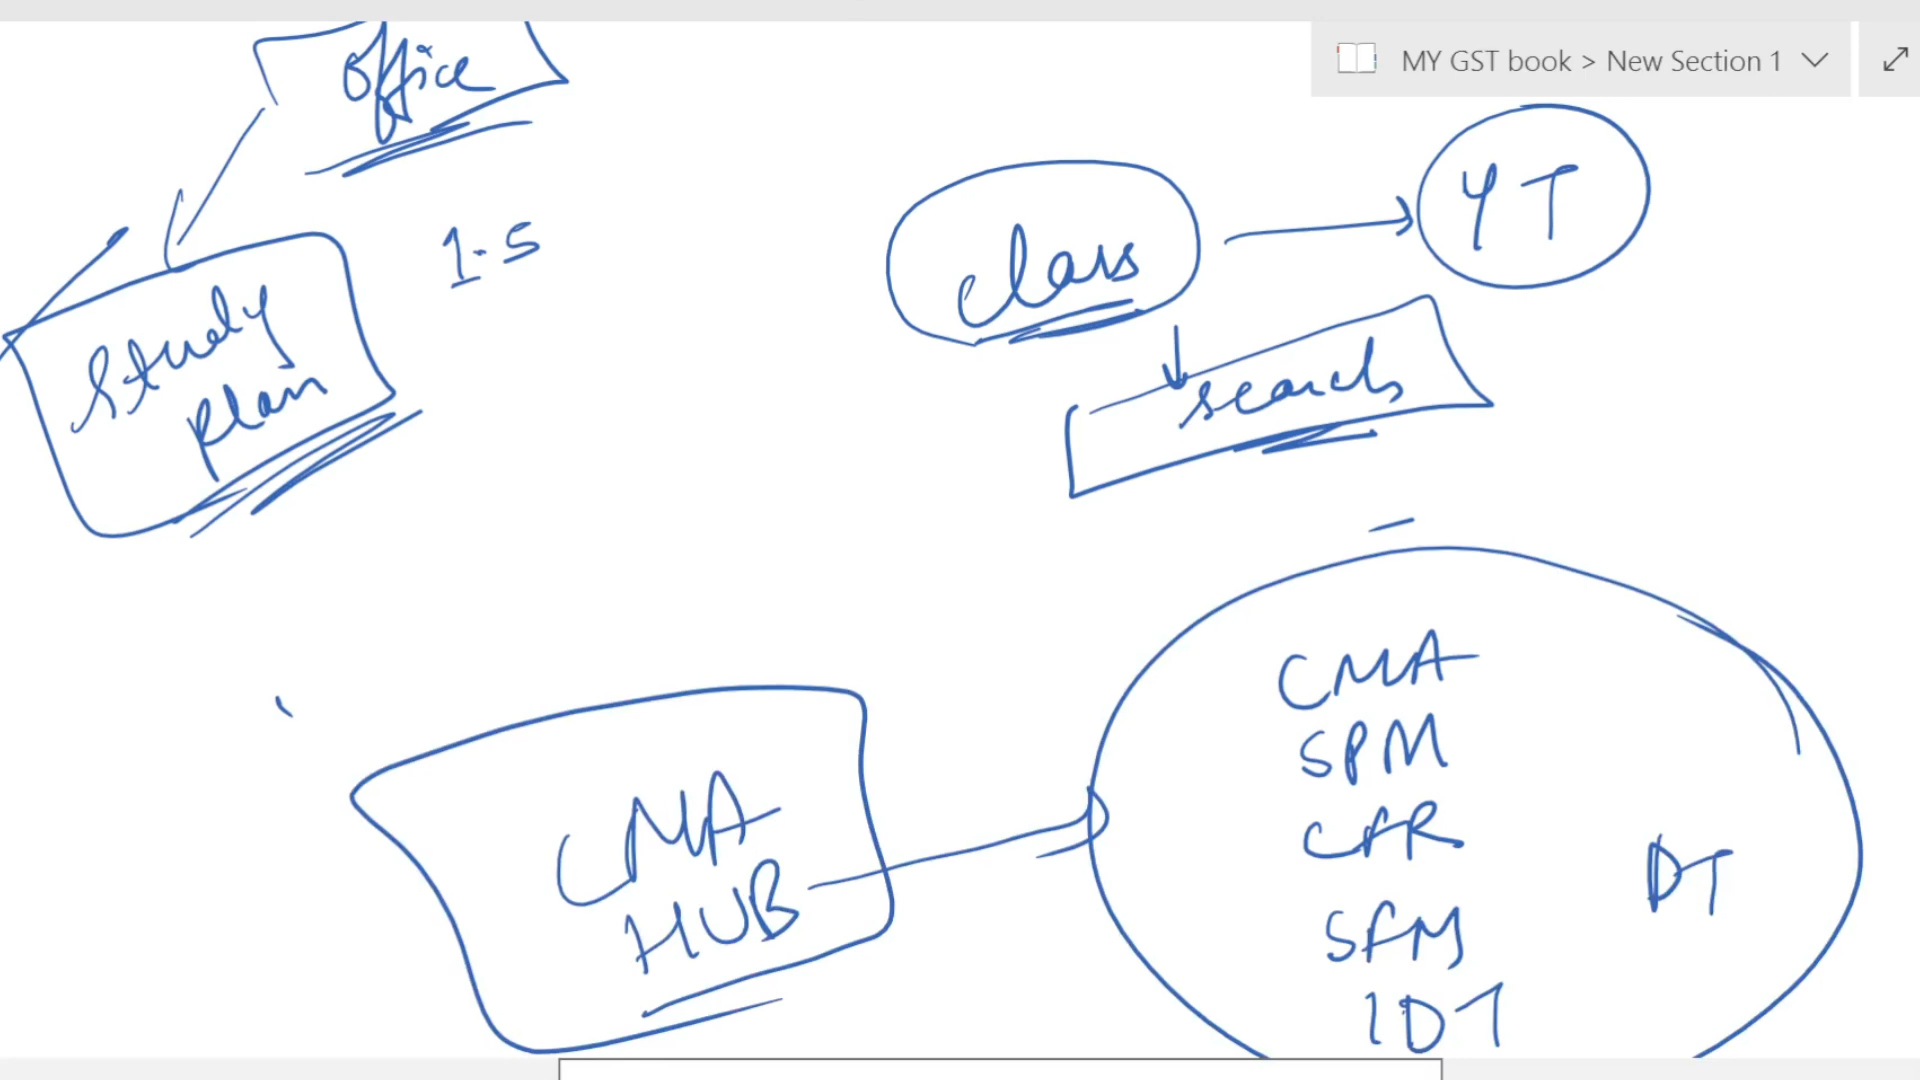 MY GST book > New Section 1
Office
1-5
Study
Plan
class
YT
search
CMA
HUB
CMA
SPM
CFR
SFM
IDT
DT